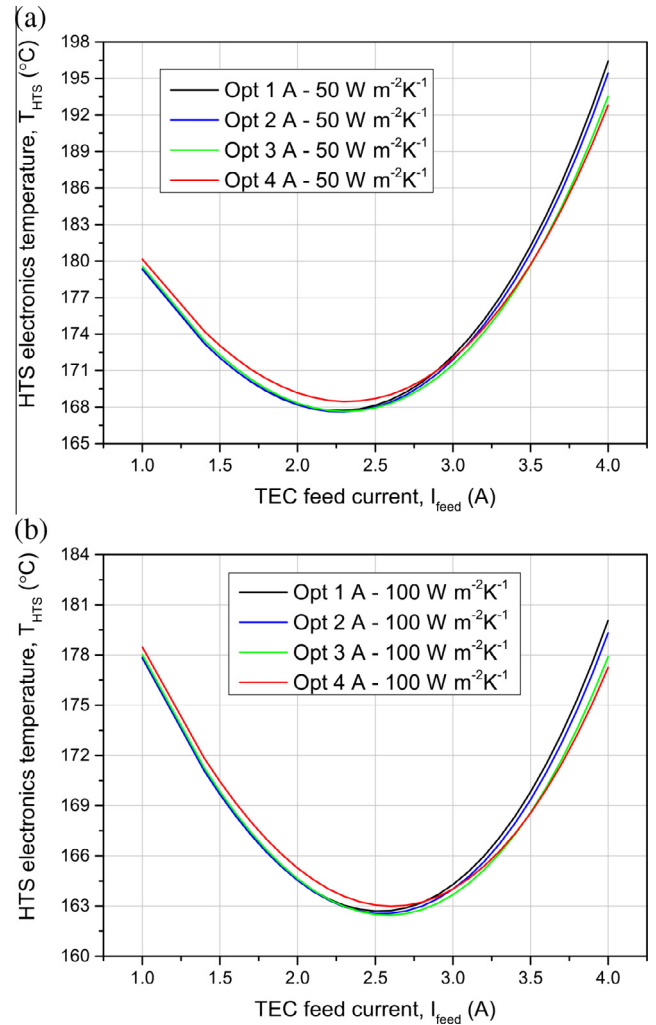 (a)
198
195
192
189
186
183
180
177
174
171
168
165
HTS electronics temperature, T_HTS (°C)
Opt 1 A - 50 W m⁻²K⁻¹
Opt 2 A - 50 W m⁻²K⁻¹
Opt 3 A - 50 W m⁻²K⁻¹
Opt 4 A - 50 W m⁻²K⁻¹
1.0 1.5 2.0 2.5 3.0 3.5 4.0
TEC feed current, I_feed (A)
(b)
184
181
178
175
172
169
166
163
160
HTS electronics temperature, T_HTS (°C)
Opt 1 A - 100 W m⁻²K⁻¹
Opt 2 A - 100 W m⁻²K⁻¹
Opt 3 A - 100 W m⁻²K⁻¹
Opt 4 A - 100 W m⁻²K⁻¹
1.0 1.5 2.0 2.5 3.0 3.5 4.0
TEC feed current, I_feed (A)